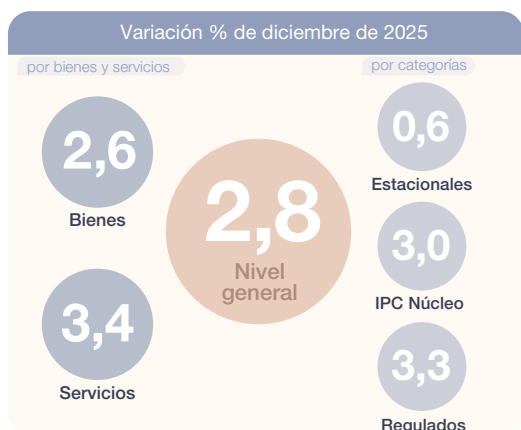 Variación % de diciembre de 2025
por bienes y servicios
por categorías
2,6
Bienes
3,4
Servicios
2,8
Nivel
general
0,6
Estacionales
3,0
IPC Núcleo
3,3
Regulados